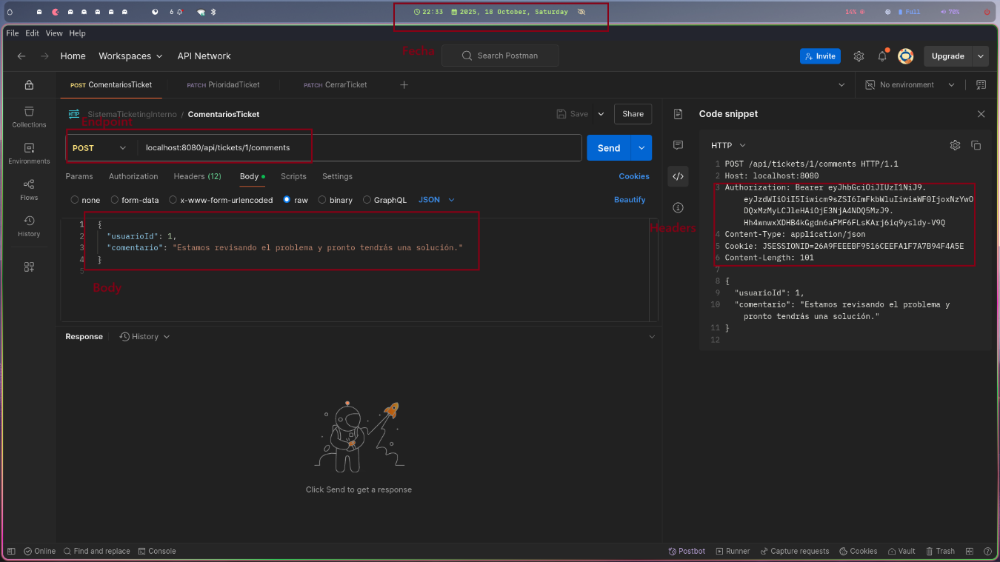 6
22:33 2025, 18 October, Saturday
14%
Full
70%
File Edit View Help
Home Workspaces API Network
Fecha
Search Postman
Invite
Upgrade
POST ComentariosTicket
PATCH PrioridadTicket
PATCH CerrarTicket
No environment
HTTP SistemaTicketingInterno / ComentariosTicket
Save
Share
Endpoint
POST localhost:8080/api/tickets/1/comments
Send
Params Authorization Headers (12) Body Scripts Settings
Cookies
none form-data x-www-form-urlencoded raw binary GraphQL JSON
Beautify
1 {
2 "usuarioId": 1,
3 "comentario": "Estamos revisando el problema y pronto tendrás una solución."
4 }
5
Body
Response History
Click Send to get a response
Collections
Environments
Flows
History
Code snippet
HTTP
1 POST /api/tickets/1/comments HTTP/1.1
2 Host: localhost:8080
3 Authorization: Bearer eyJhbGciOiJIUzI1NiJ9.
eyJzdWIiOiI5Iiwicm9sZSI6ImFkbWluIiwiaWF0IjoxNzYwO
DQxMzMyLCJleHAiOjE3NjA4NDQ5MzJ9.
Hh4wnwxXDHB4kGgdn6aFMF6FLsKArj6iq9ysldy-V9Q
4 Content-Type: application/json
5 Cookie: JSESSIONID=26A9FEEEBF9516CEEFA1F7A7B94F4A5E
6 Content-Length: 101
7
8 {
9 "usuarioId": 1,
10 "comentario": "Estamos revisando el problema y
pronto tendrás una solución."
11 }
12
Headers
Online Find and replace Console
Postbot Runner Capture requests Cookies Vault Trash